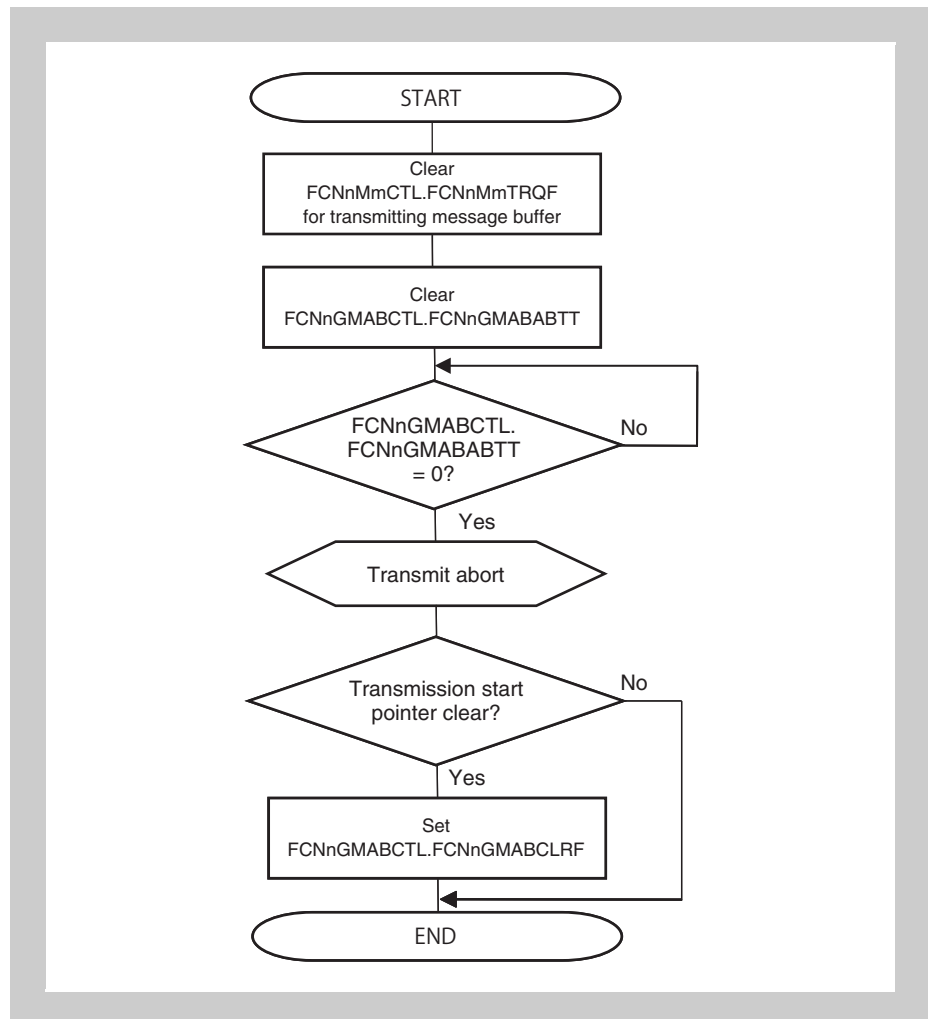 START
Clear
FCNnMmCTL.FCNnMmTRQF
for transmitting message buffer
Clear
FCNnGMABCTL.FCNnGMABABTT
FCNnGMABCTL.
FCNnGMABABTT
= 0?
No
Yes
Transmit abort
Transmission start
pointer clear?
No
Yes
Set
FCNnGMABCTL.FCNnGMABCLRF
END